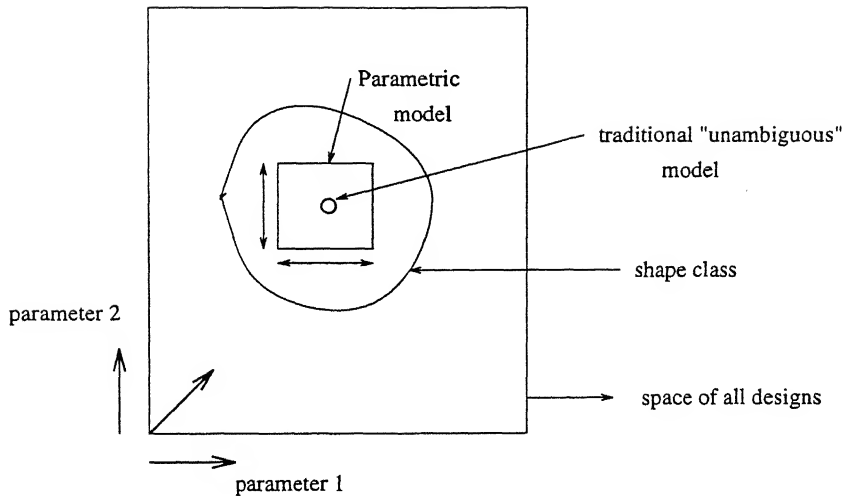 Parametric
model
traditional "unambiguous"
model
shape class
parameter 2
space of all designs
parameter 1